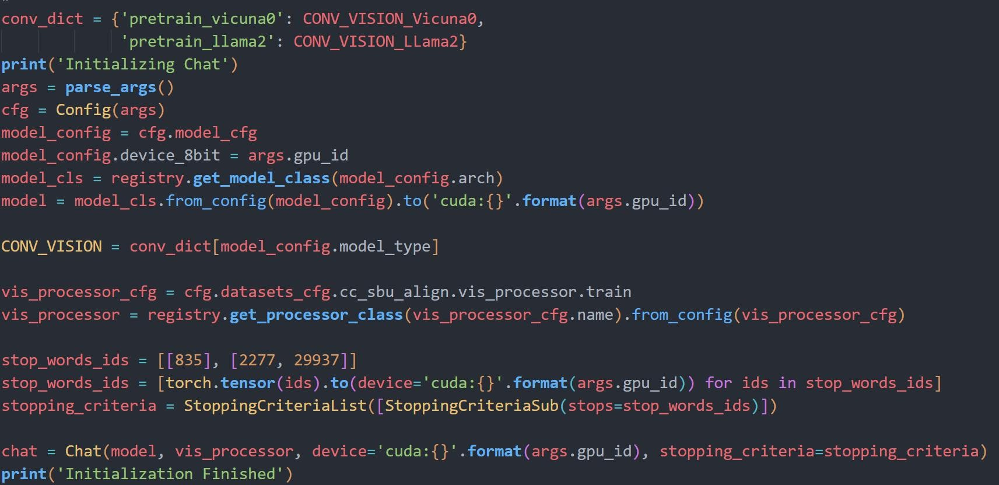 conv_dict = {'pretrain_vicuna0': CONV_VISION_Vicuna0,
             'pretrain_llama2': CONV_VISION_LLama2}
print('Initializing Chat')
args = parse_args()
cfg = Config(args)
model_config = cfg.model_cfg
model_config.device_8bit = args.gpu_id
model_cls = registry.get_model_class(model_config.arch)
model = model_cls.from_config(model_config).to('cuda:{}'.format(args.gpu_id))

CONV_VISION = conv_dict[model_config.model_type]

vis_processor_cfg = cfg.datasets_cfg.cc_sbu_align.vis_processor.train
vis_processor = registry.get_processor_class(vis_processor_cfg.name).from_config(vis_processor_cfg)

stop_words_ids = [[835], [2277, 29937]]
stop_words_ids = [torch.tensor(ids).to(device='cuda:{}'.format(args.gpu_id)) for ids in stop_words_ids]
stopping_criteria = StoppingCriteriaList([StoppingCriteriaSub(stops=stop_words_ids)])

chat = Chat(model, vis_processor, device='cuda:{}'.format(args.gpu_id), stopping_criteria=stopping_criteria)
print('Initialization Finished')